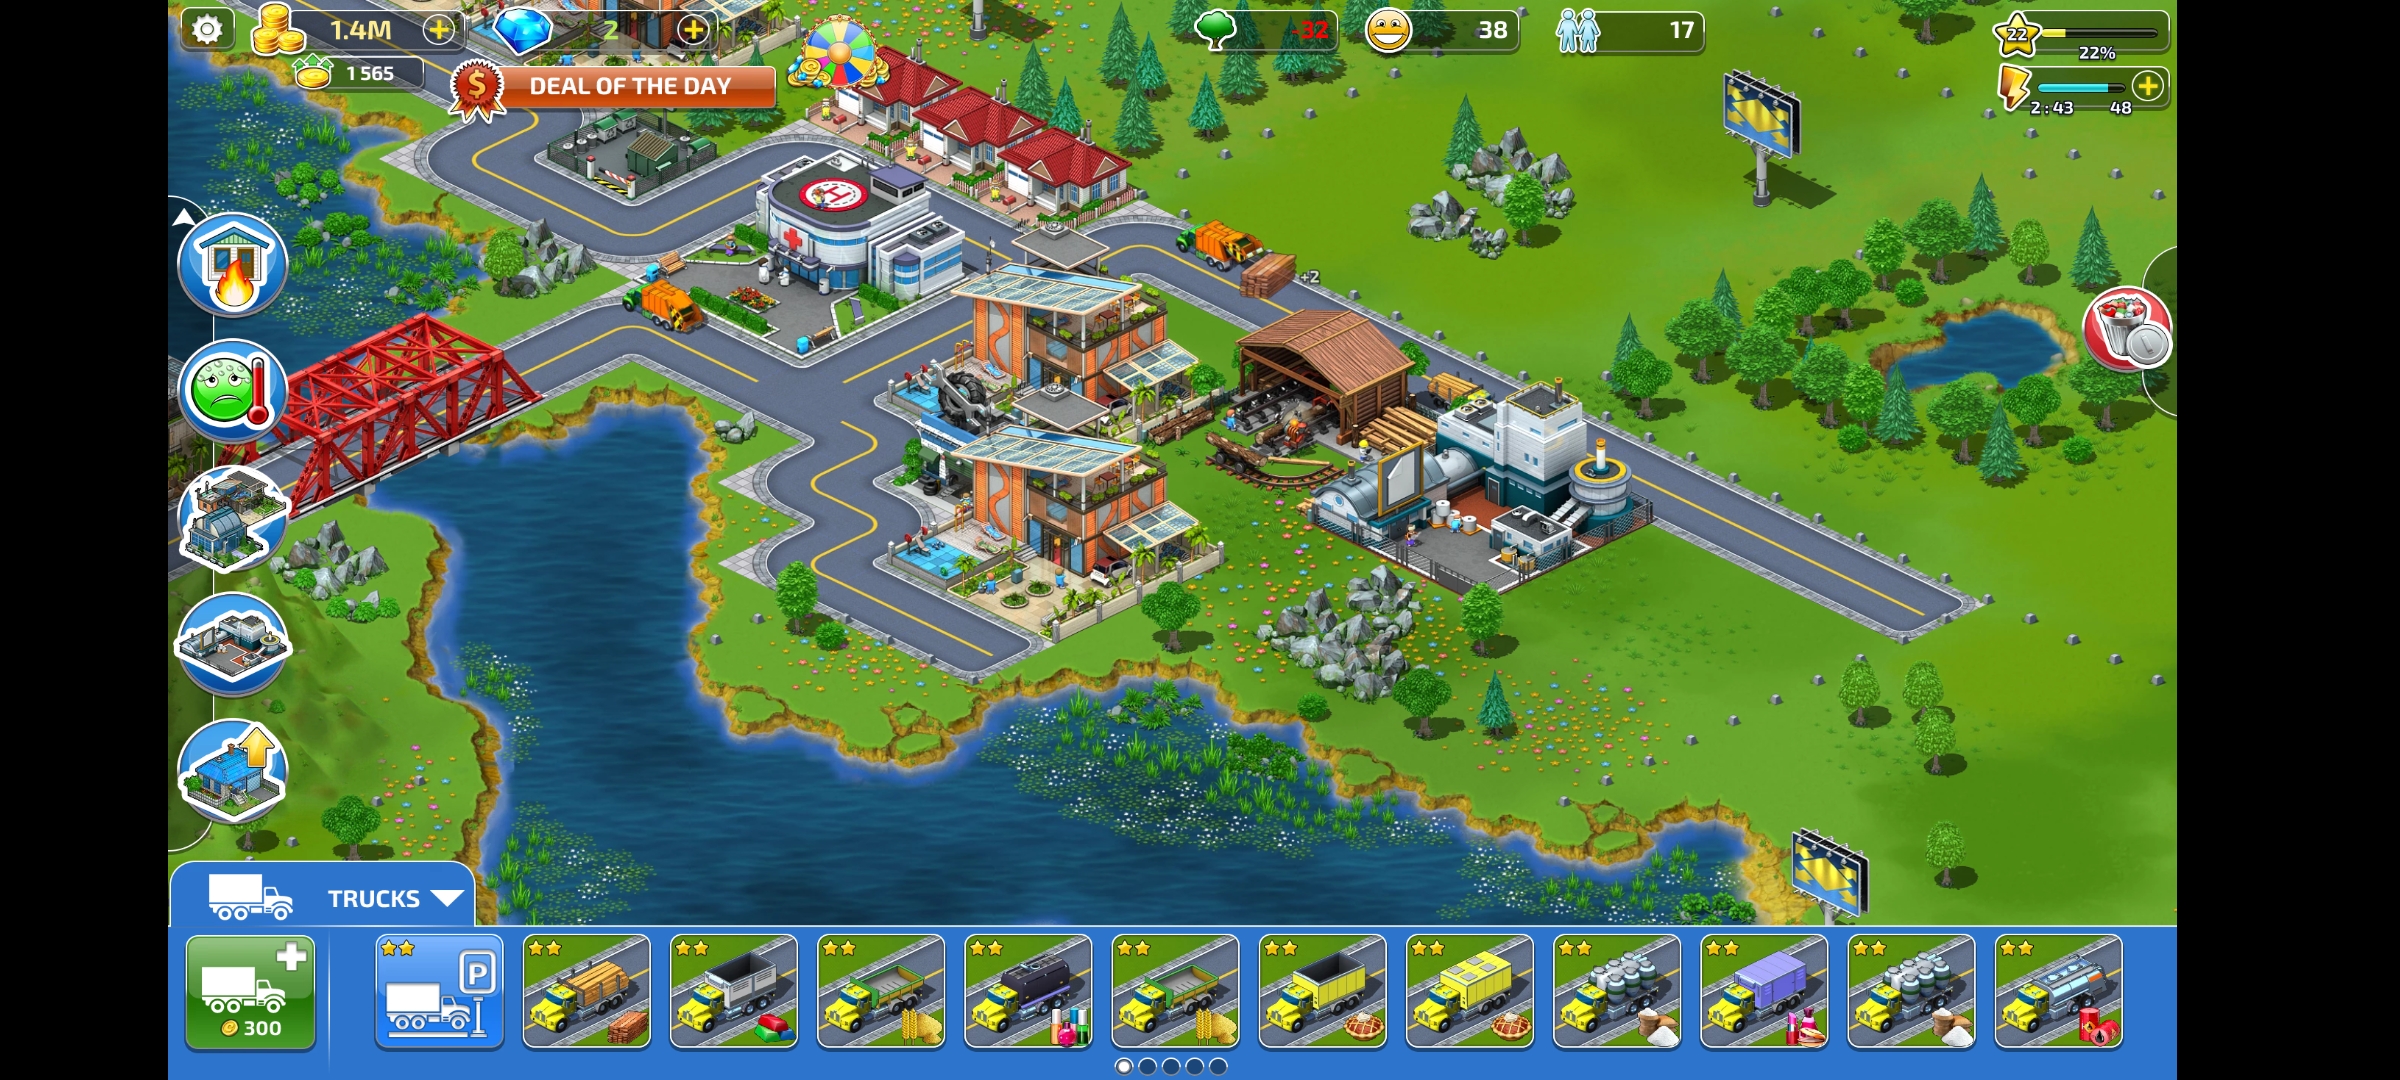 1.4M
2
-32
38
17
22
22%
1 565
DEAL OF THE DAY
2:43
48
H
+2
TRUCKS
P
300